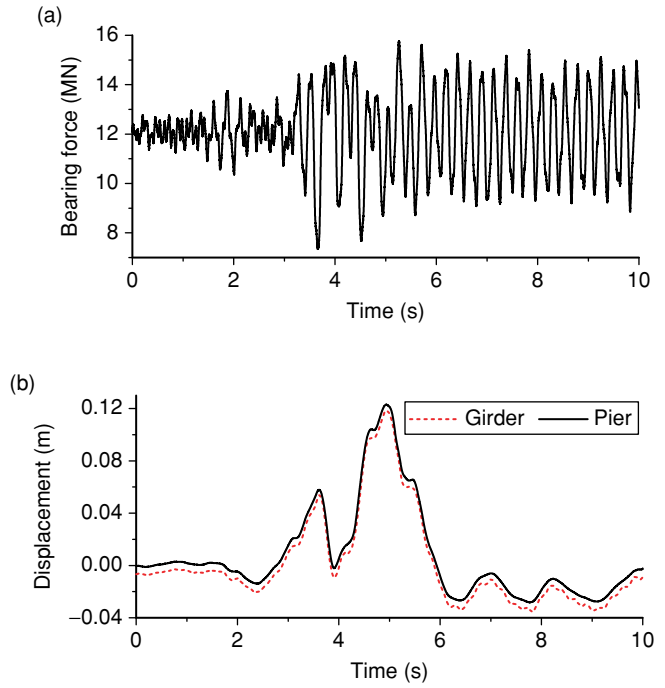 (a)
16
14
12
10
8
Bearing force (MN)
0 2 4 6 8 10
Time (s)
(b)
0.12
0.08
0.04
0.00
−0.04
Displacement (m)
Girder Pier
0 2 4 6 8 10
Time (s)